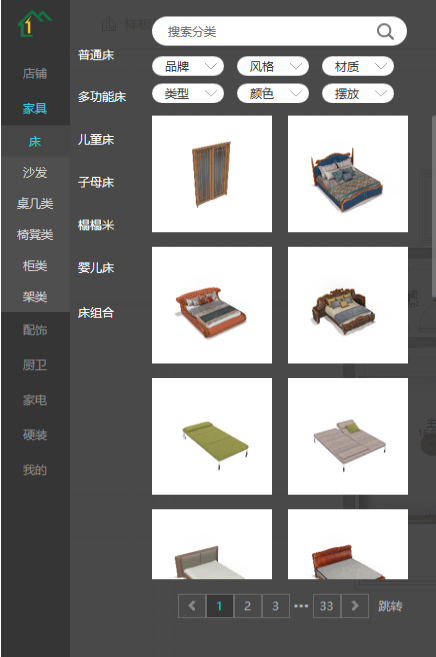 1
样板
搜索分类
品牌
风格
材质
类型
颜色
摆放
店铺
家具
床
沙发
桌几类
椅凳类
柜类
架类
配饰
厨卫
家电
硬装
我的
普通床
多功能床
儿童床
子母床
榻榻米
婴儿床
床组合
1 2 3 ••• 33 跳转